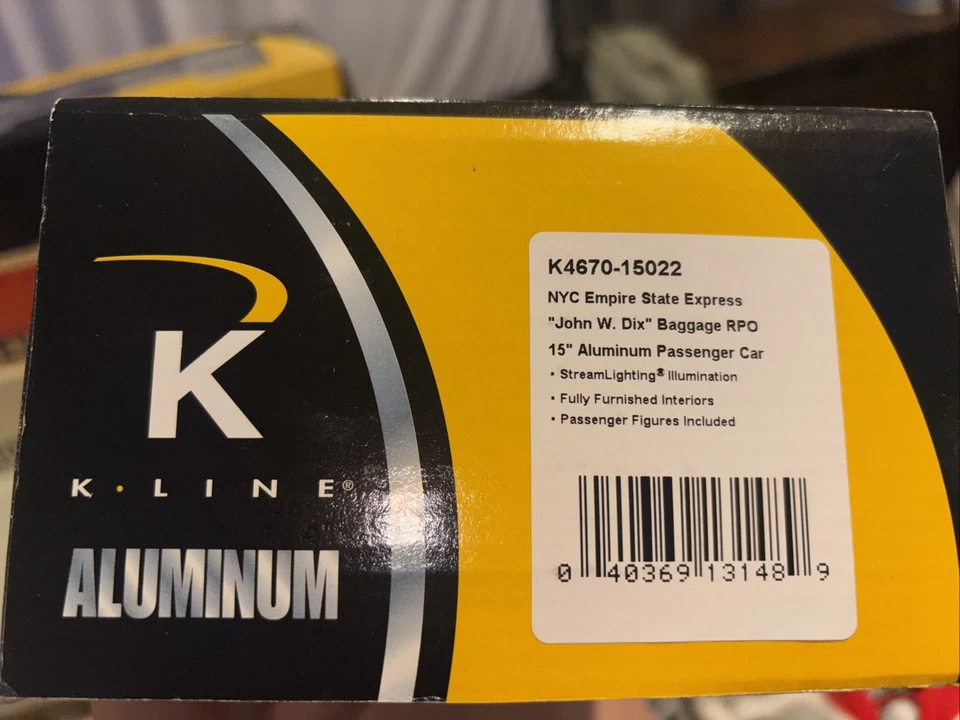 K
K·LINE®
ALUMINUM
K4670-15022
NYC Empire State Express
"John W. Dix" Baggage RPO
15" Aluminum Passenger Car
· StreamLighting® Illumination
· Fully Furnished Interiors
· Passenger Figures Included
0 40369 13148 9